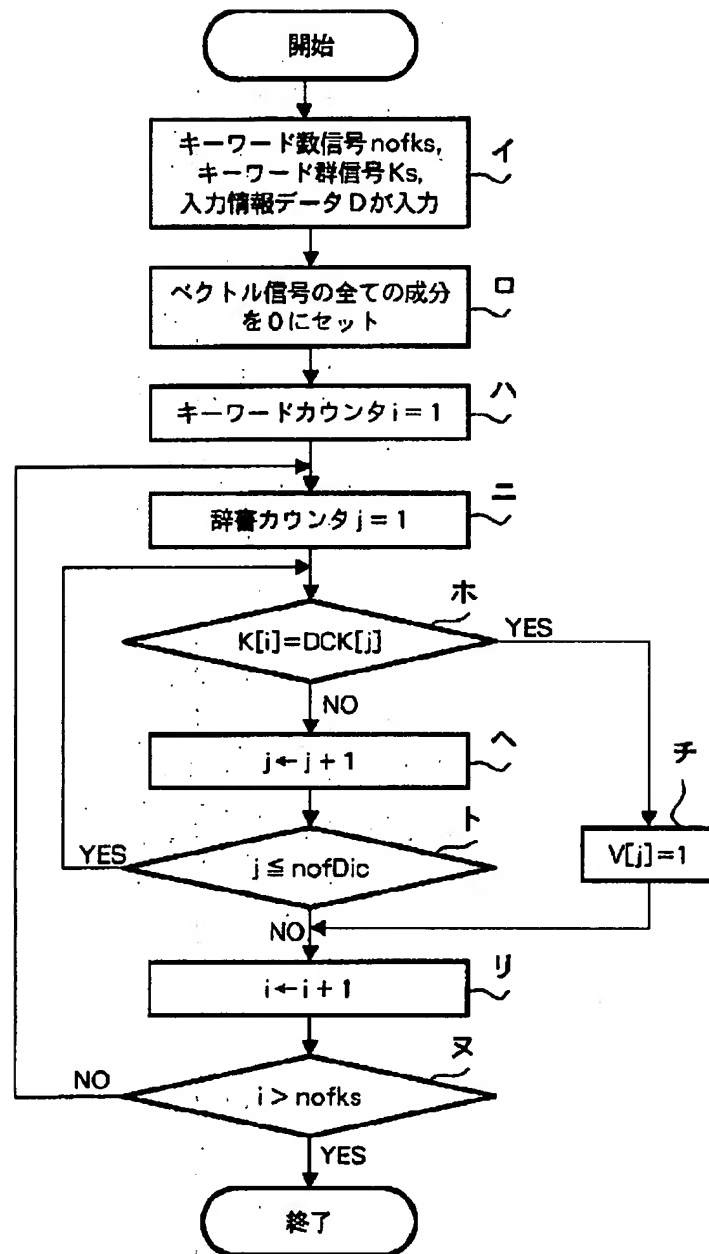 開始
キーワード数信号nofks,
キーワード群信号Ks,
入力情報データDが入力
イ
ベクトル信号の全ての成分
を0にセット
ロ
キーワードカウンタi=1
ハ
辞書カウンタj=1
ニ
K[i]=DCK[j]
ホ
YES
NO
j←j+1
ヘ
チ
V[j]=1
j≦nofDic
ト
YES
NO
i←i+1
リ
i>nofks
ヌ
NO
YES
終了